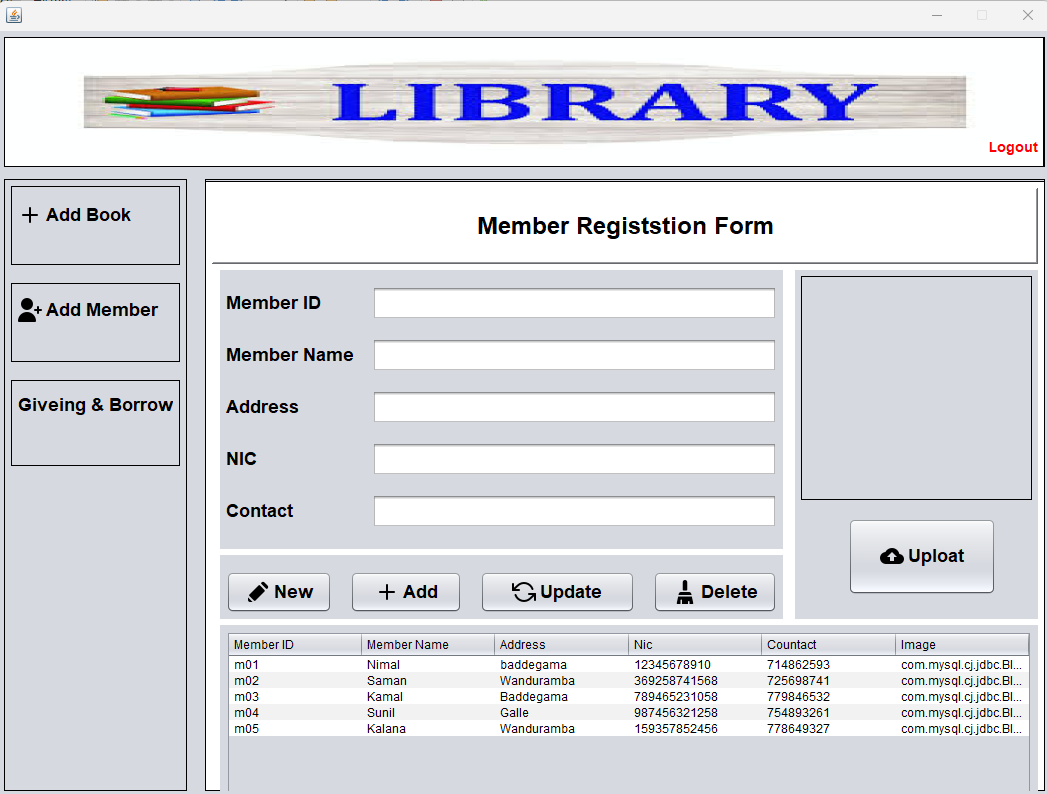 LIBRARY
Logout
Add Book
Add Member
Giveing & Borrow
Member Registstion Form
Member ID
Member Name
Address
NIC
Contact
Uploat
New Add Update Delete
Member ID Member Name Address Nic Countact Image
m01 Nimal baddegama 12345678910 714862593 com.mysql.cj.jdbc.Bl...
m02 Saman Wanduramba 369258741568 725698741 com.mysql.cj.jdbc.Bl...
m03 Kamal Baddegama 789465231058 779846532 com.mysql.cj.jdbc.Bl...
m04 Sunil Galle 987456321258 754893261 com.mysql.cj.jdbc.Bl...
m05 Kalana Wanduramba 159357852456 778649327 com.mysql.cj.jdbc.Bl...